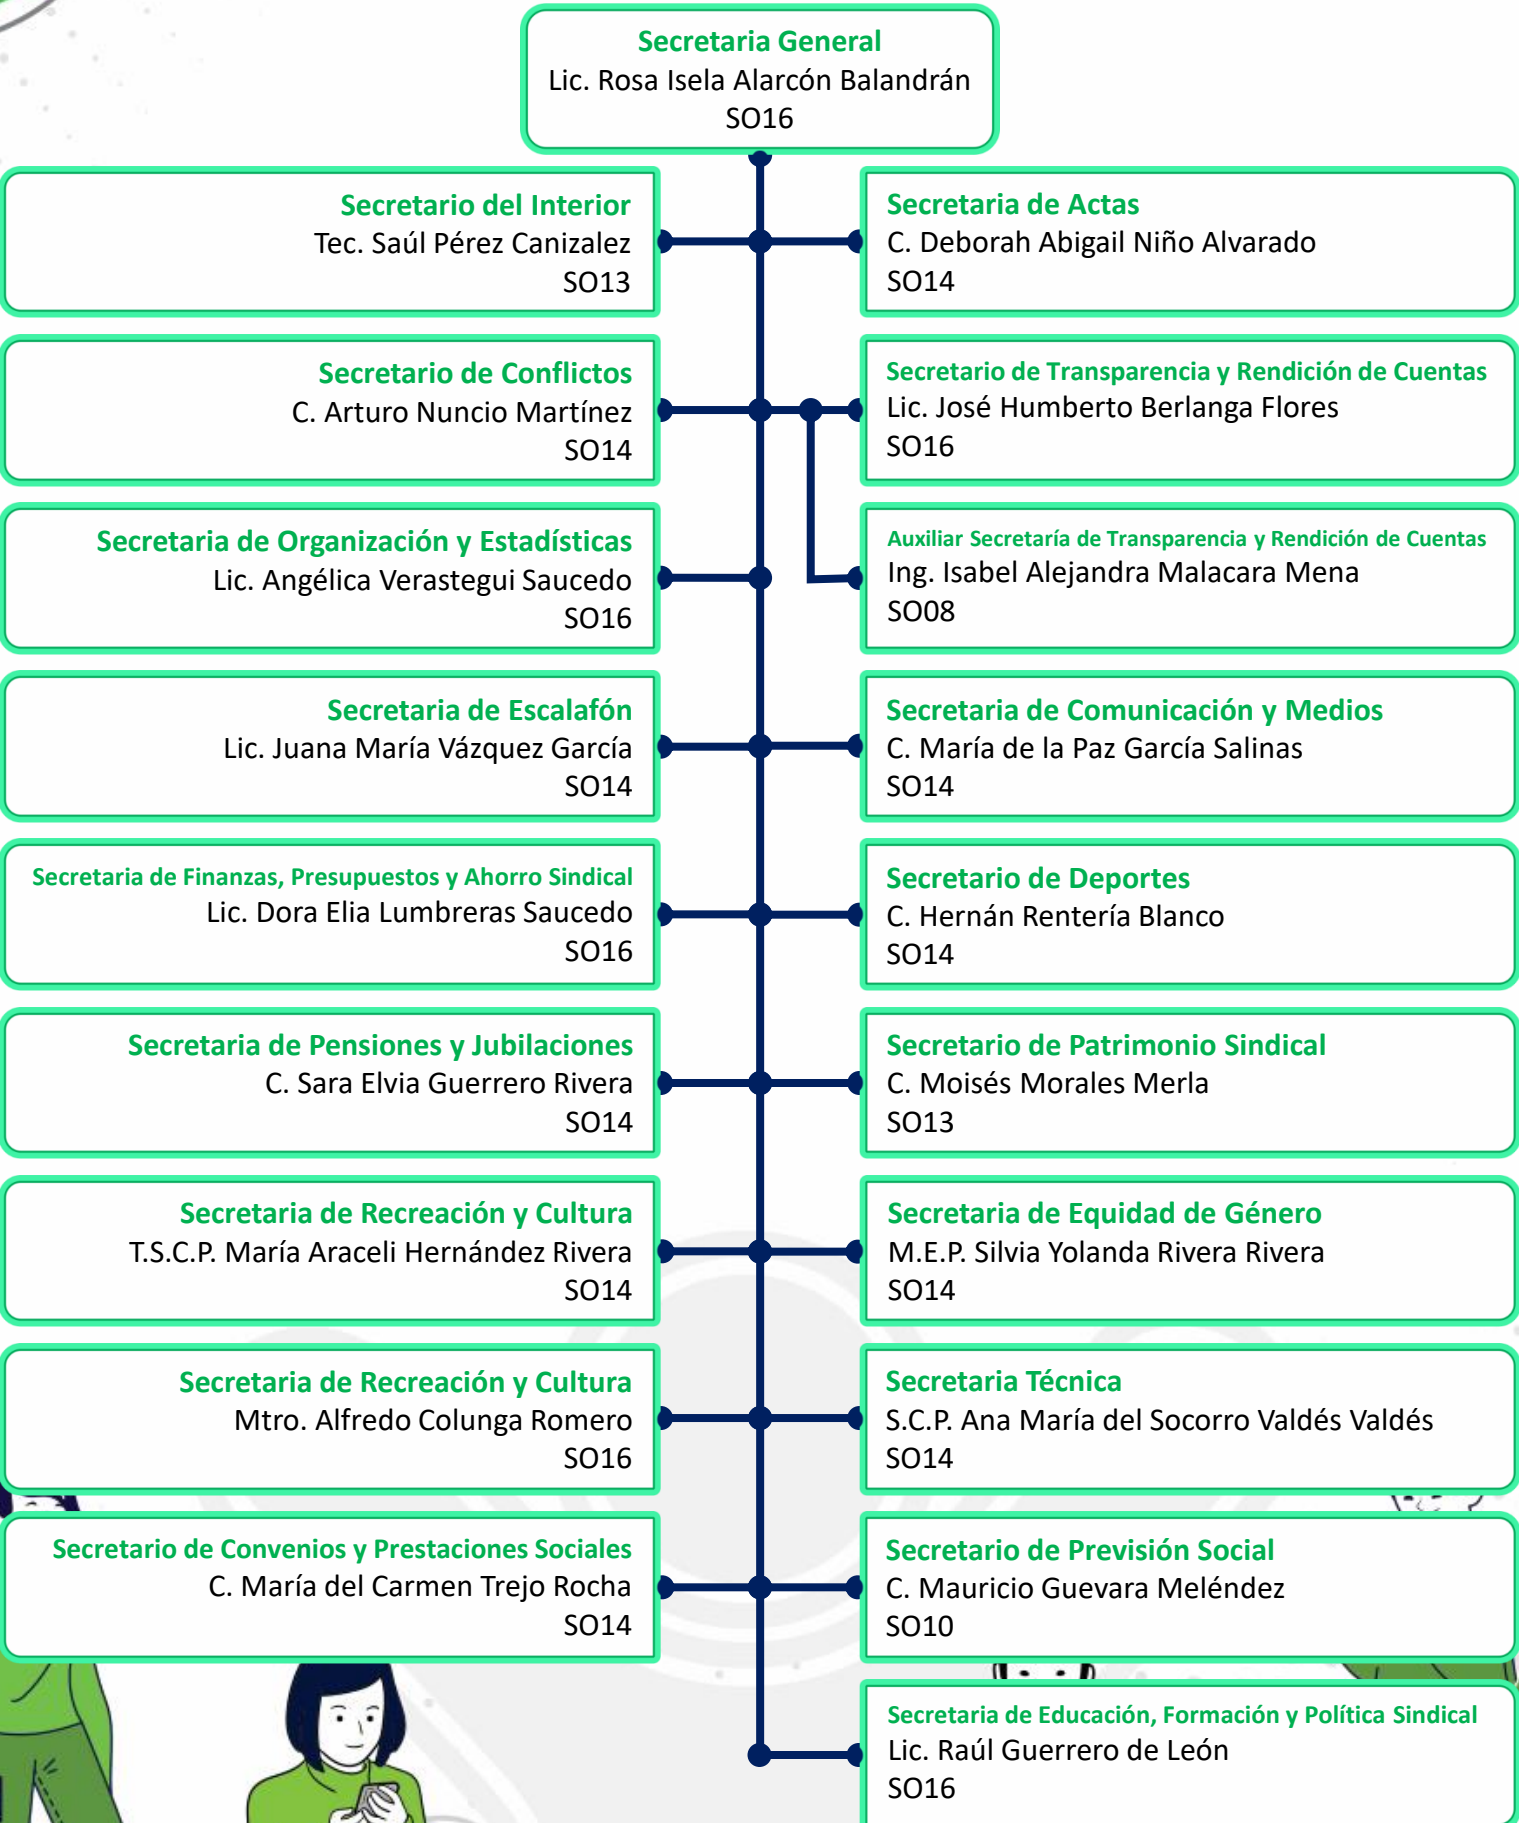 Secretaria General
Lic. Rosa Isela Alarcón Balandrán
SO16
Secretario del Interior
Tec. Saúl Pérez Canizalez
SO13
Secretaria de Actas
C. Deborah Abigail Niño Alvarado
SO14
Secretario de Conflictos
C. Arturo Nuncio Martínez
SO14
Secretario de Transparencia y Rendición de Cuentas
Lic. José Humberto Berlanga Flores
SO16
Secretaria de Organización y Estadísticas
Lic. Angélica Verastegui Saucedo
SO16
Auxiliar Secretaría de Transparencia y Rendición de Cuentas
Ing. Isabel Alejandra Malacara Mena
SO08
Secretaria de Escalafón
Lic. Juana María Vázquez García
SO14
Secretaria de Comunicación y Medios
C. María de la Paz García Salinas
SO14
Secretaria de Finanzas, Presupuestos y Ahorro Sindical
Lic. Dora Elia Lumbreras Saucedo
SO16
Secretario de Deportes
C. Hernán Rentería Blanco
SO14
Secretaria de Pensiones y Jubilaciones
C. Sara Elvia Guerrero Rivera
SO14
Secretario de Patrimonio Sindical
C. Moisés Morales Merla
SO13
Secretaria de Recreación y Cultura
T.S.C.P. María Araceli Hernández Rivera
SO14
Secretaria de Equidad de Género
M.E.P. Silvia Yolanda Rivera Rivera
SO14
Secretaria de Recreación y Cultura
Mtro. Alfredo Colunga Romero
SO16
Secretaria Técnica
S.C.P. Ana María del Socorro Valdés Valdés
SO14
Secretario de Convenios y Prestaciones Sociales
C. María del Carmen Trejo Rocha
SO14
Secretario de Previsión Social
C. Mauricio Guevara Meléndez
SO10
Secretaria de Educación, Formación y Política Sindical
Lic. Raúl Guerrero de León
SO16